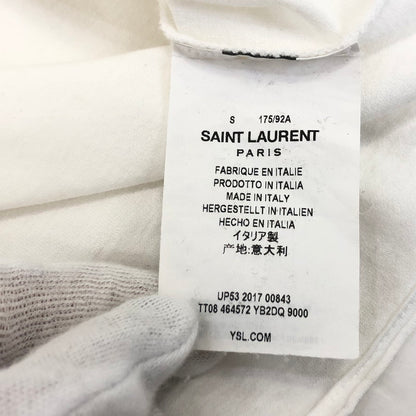 S 175/92A
SAINT LAURENT
PARIS
FABRIQUE EN ITALIE
PRODOTTO IN ITALIA
MADE IN ITALY
HERGESTELLT IN ITALIEN
HECHO EN ITALIA
イタリア製
产地:意大利
UP53 2017 00843
TT08 464572 YB2DQ 9000
YSL.COM